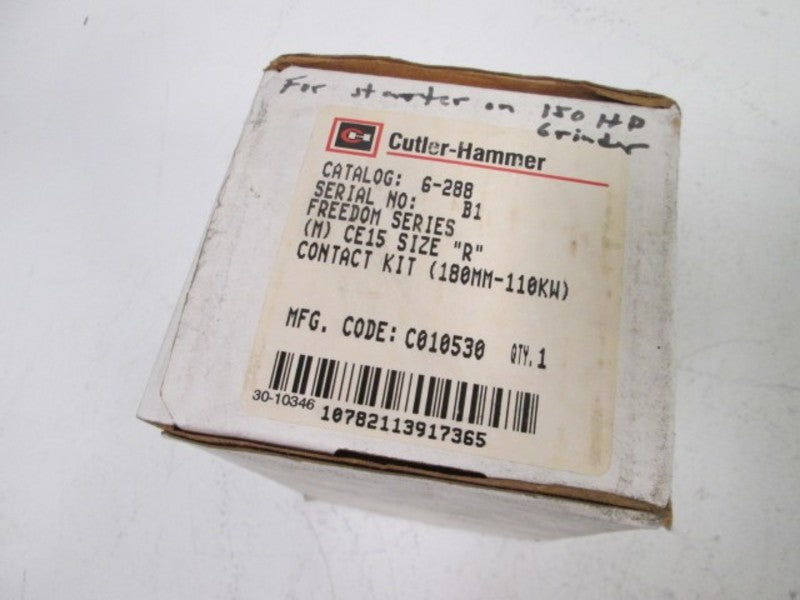 For starter on 150 HP
Grinder
CH Cutler-Hammer
CATALOG: 6-288
SERIAL NO: B1
FREEDOM SERIES
(M) CE15 SIZE "R"
CONTACT KIT (180MM-110KW)
MFG. CODE: C010530 QTY. 1
30-10346
10782113917365